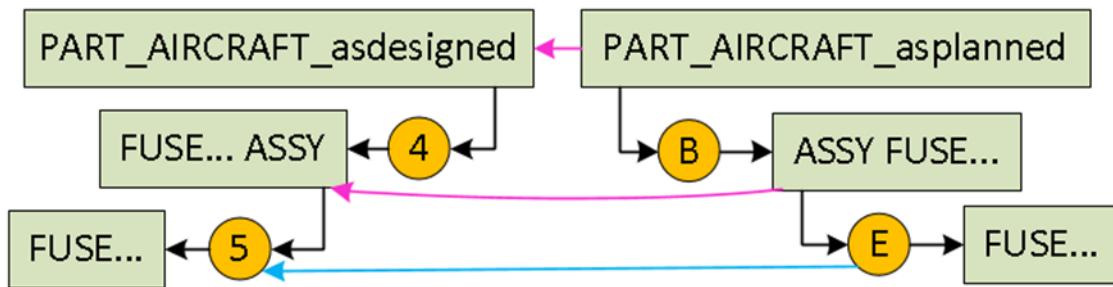 PART_AIRCRAFT_asdesigned
PART_AIRCRAFT_asplanned
FUSE... ASSY
4
B
ASSY FUSE...
FUSE...
5
E
FUSE...